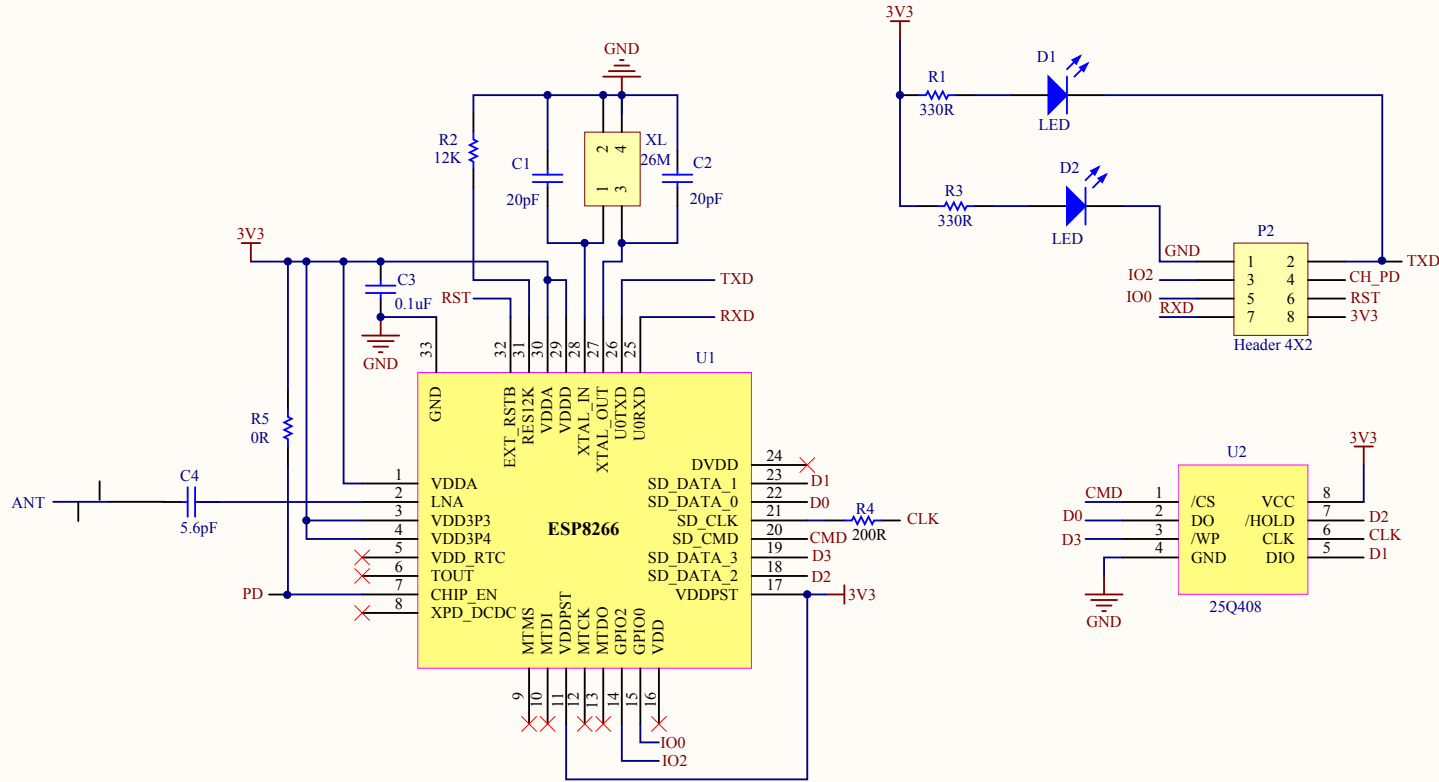 3V3
GND
D1
R1
330R
LED
R2
12K
C1
20pF
2
4
1
3
XL
26M
C2
20pF
D2
R3
330R
LED
3V3
C3
0.1uF
GND
RST
TXD
RXD
P2
GND
IO2
IO0
RXD
1
3
5
7
2
4
6
8
TXD
CH_PD
RST
3V3
Header 4X2
33
32
31
30
29
28
27
26
25
U1
GND
EXT_RSTB
RES12K
VDDA
VDDD
XTAL_IN
XTAL_OUT
U0TXD
U0RXD
R5
0R
C4
5.6pF
ANT
PD
1 VDDA
2 LNA
3 VDD3P3
4 VDD3P4
5 VDD_RTC
6 TOUT
7 CHIP_EN
8 XPD_DCDC
ESP8266
DVDD 24
SD_DATA_1 23 D1
SD_DATA_0 22 D0
SD_CLK 21
R4
200R
CLK
SD_CMD 20 CMD
SD_DATA_3 19 D3
SD_DATA_2 18 D2
VDDPST 17 3V3
MTMS
MTDI
VDDPST
MTCK
MTDO
GPIO2
GPIO0
VDD
9
10
11
12
13
14
15
16
IO0
IO2
3V3
U2
CMD 1 /CS VCC 8
D0 2 DO /HOLD 7 D2
D3 3 /WP CLK 6 CLK
4 GND DIO 5 D1
25Q408
GND